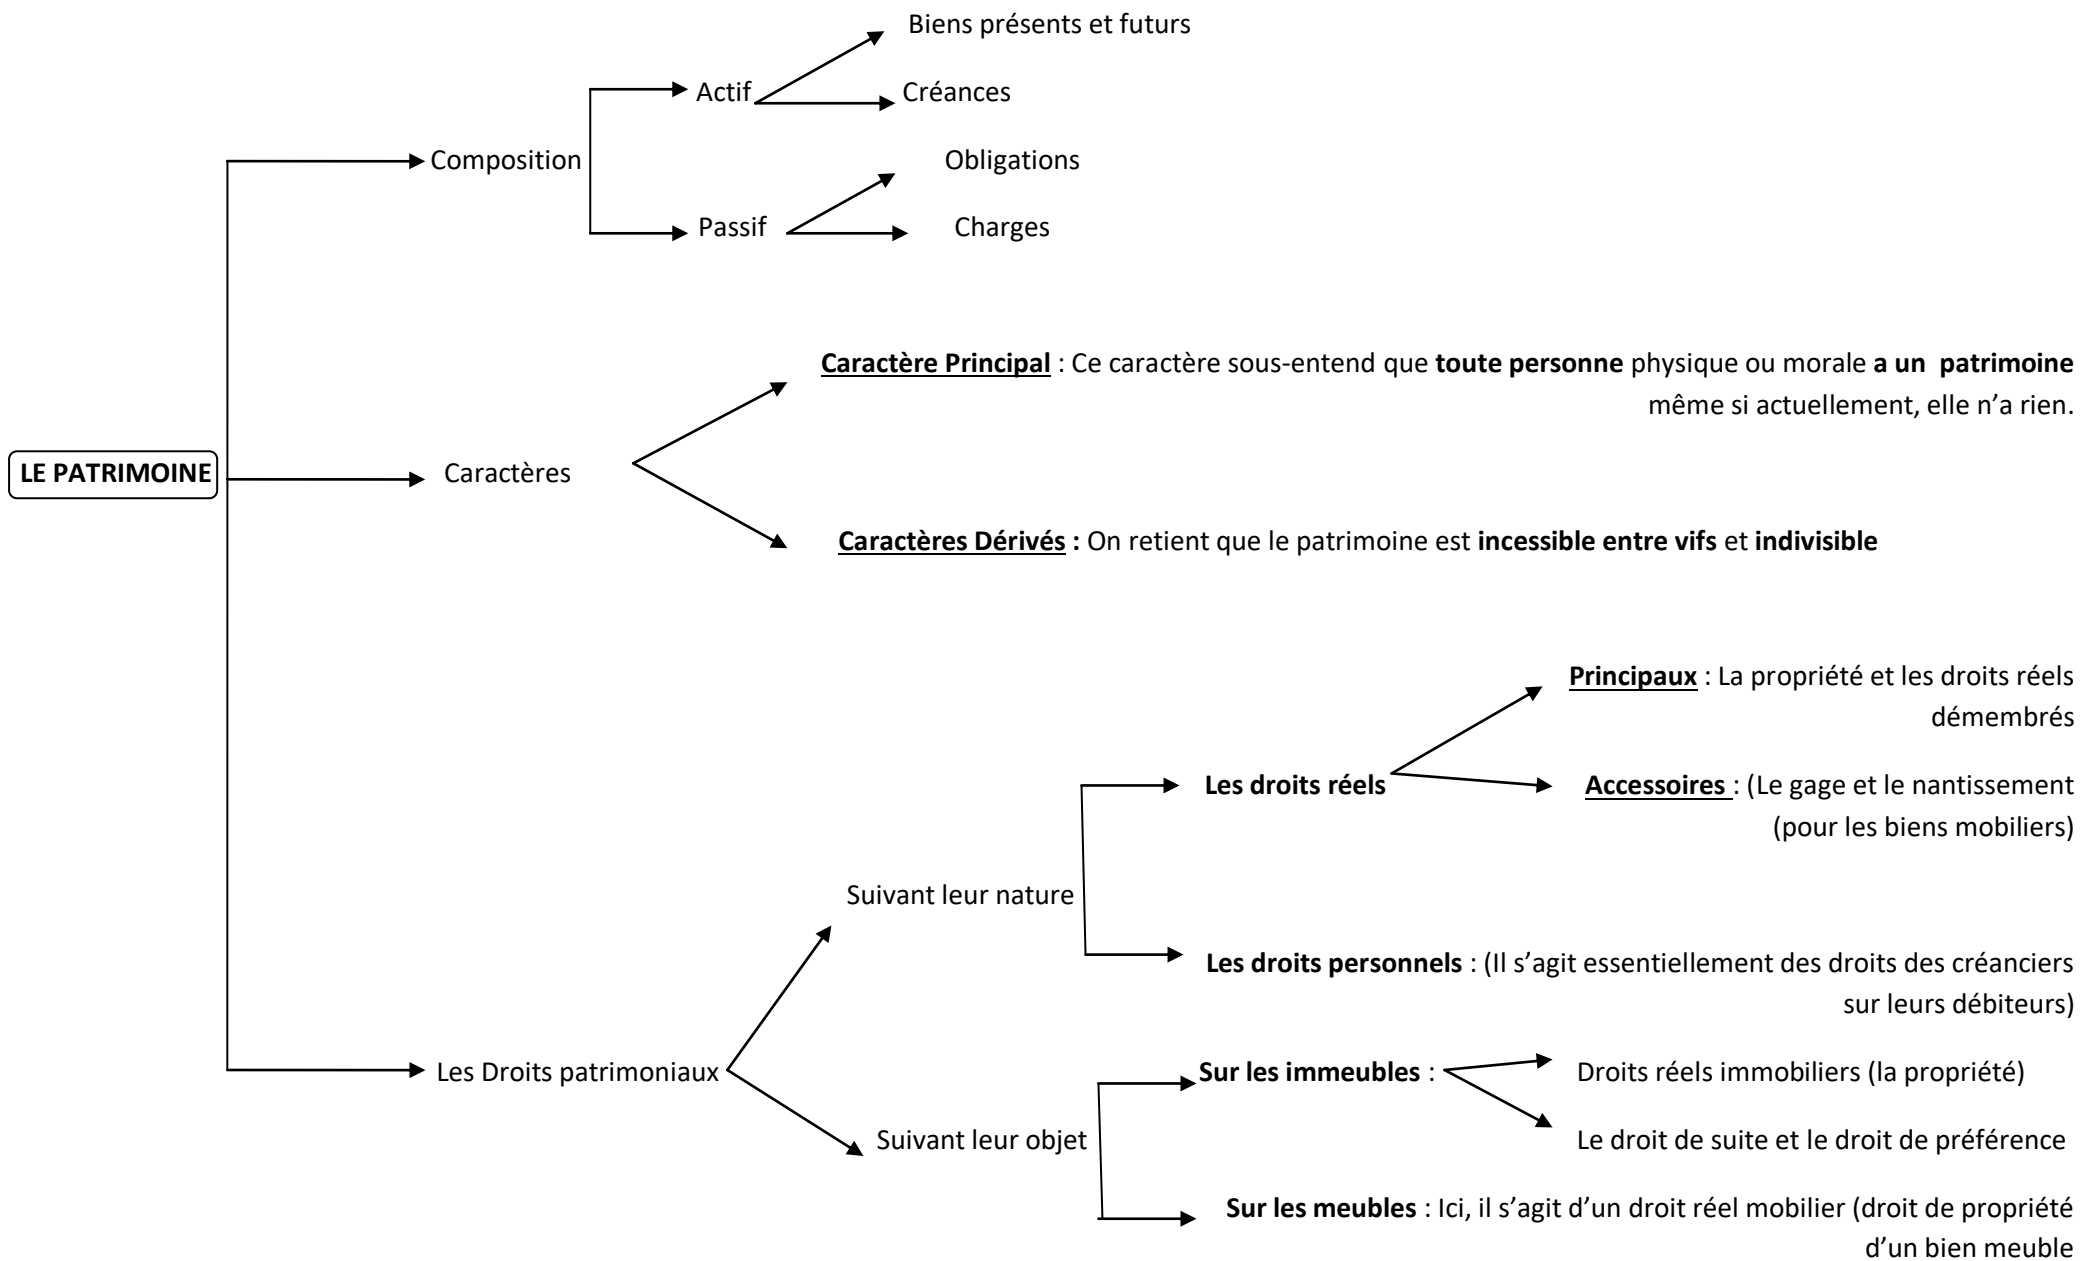 Biens présents et futurs
Actif
Créances
Composition
Obligations
Passif
Charges
Caractère Principal : Ce caractère sous-entend que toute personne physique ou morale a un patrimoine
même si actuellement, elle n’a rien.
LE PATRIMOINE
Caractères
Caractères Dérivés : On retient que le patrimoine est incessible entre vifs et indivisible
Principaux : La propriété et les droits réels
démembrés
Les droits réels
Accessoires : (Le gage et le nantissement
(pour les biens mobiliers)
Suivant leur nature
Les droits personnels : (Il s’agit essentiellement des droits des créanciers
sur leurs débiteurs)
Les Droits patrimoniaux
Sur les immeubles :
Droits réels immobiliers (la propriété)
Suivant leur objet
Le droit de suite et le droit de préférence
Sur les meubles : Ici, il s’agit d’un droit réel mobilier (droit de propriété
d’un bien meuble